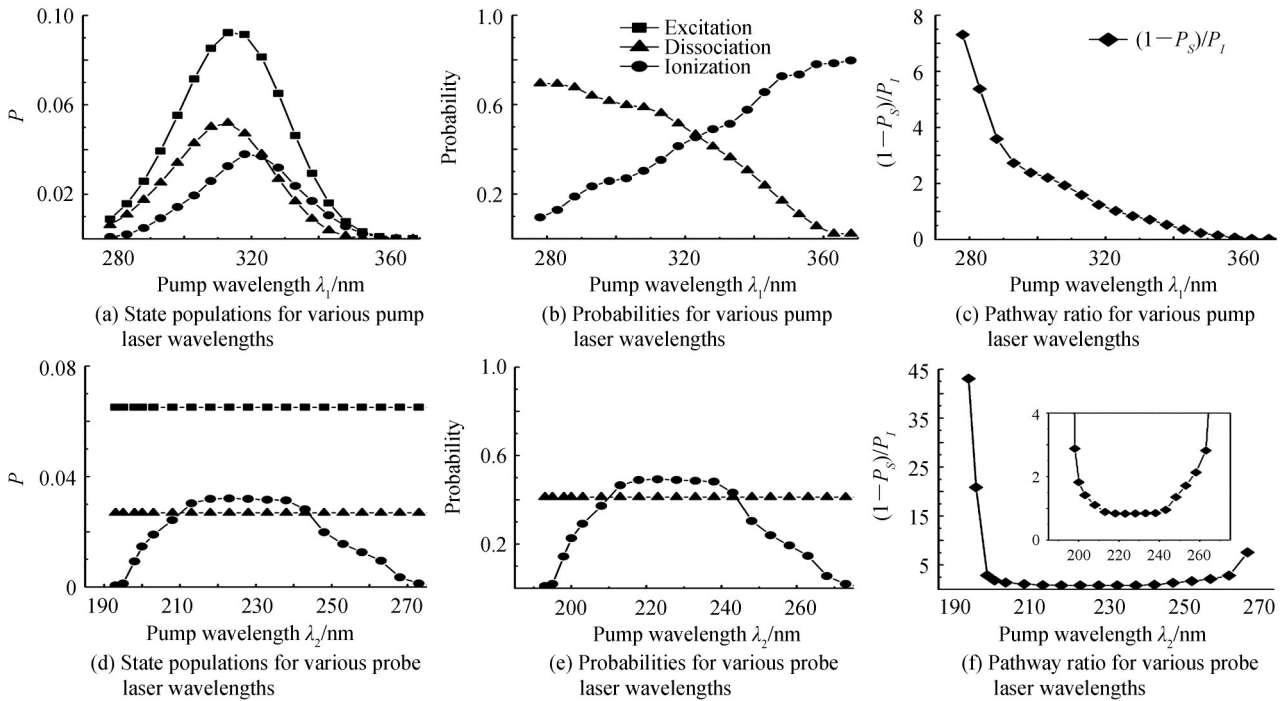 0.10
0.10
0.02
P
280
320
360
Pump wavelength λ₁/nm
(a) State populations for various pump
laser wavelengths
1.0
0.6
0.2
Probability
Excitation
Dissociation
Ionization
280
320
360
Pump wavelength λ₁/nm
(b) Probabilities for various pump
laser wavelengths
8
6
4
2
0
(1−P_S)/P_I
(1−P_S)/P_I
280
320
360
Pump wavelength λ₁/nm
(c) Pathway ratio for various pump
laser wavelengths
0.08
0.04
0
P
190
210
230
250
270
Pump wavelength λ₂/nm
(d) State populations for various probe
laser wavelengths
1.0
0.6
0.2
Probability
200
220
240
260
Pump wavelength λ₂/nm
(e) Probabilities for various probe
laser wavelengths
45
35
25
15
5
(1−P_S)/P_I
4
2
0
200
220
240
260
190
210
230
250
270
Pump wavelength λ₂/nm
(f) Pathway ratio for various probe
laser wavelengths